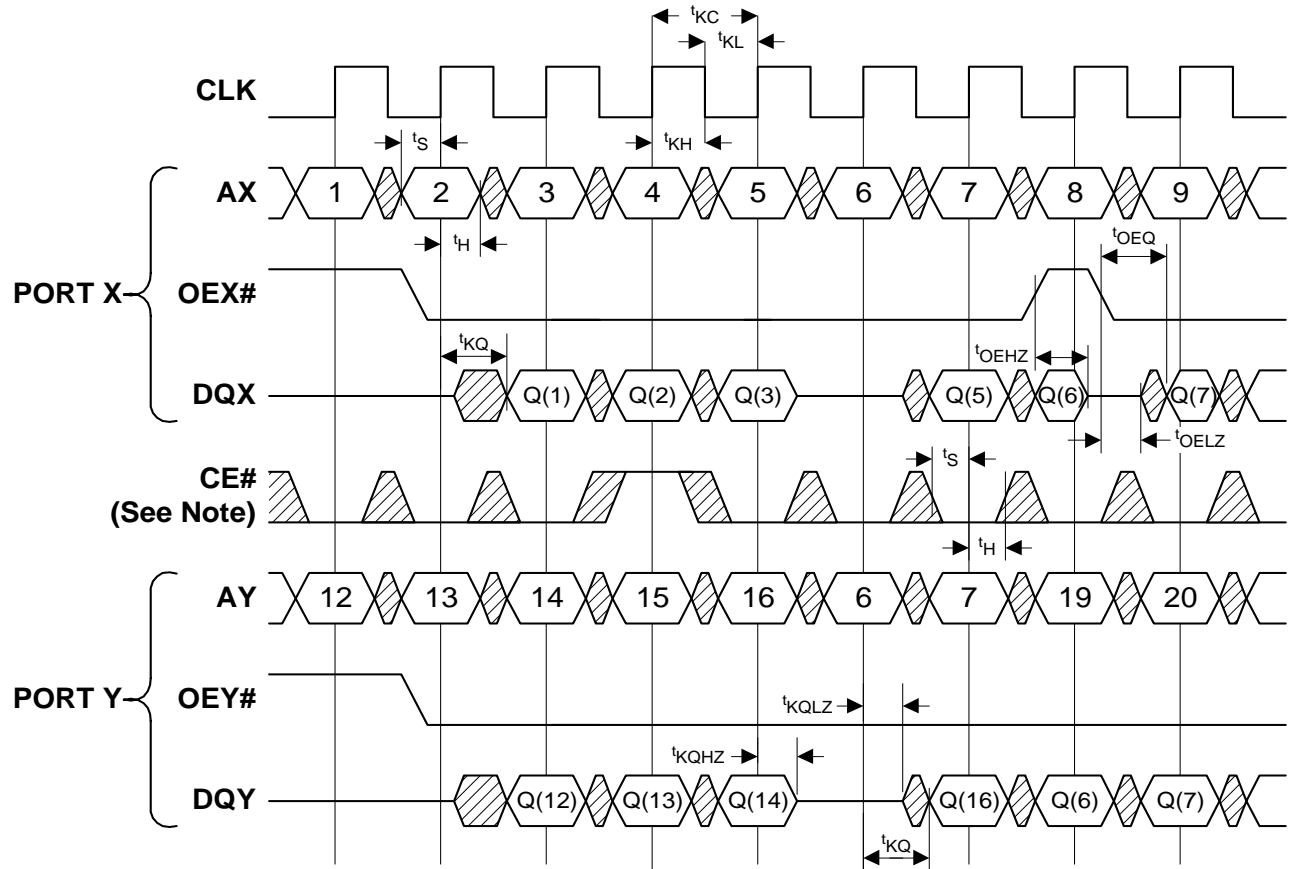 tKC
tKL
CLK
tS
tKH
AX 1 2 3 4 5 6 7 8 9
tH
tOEQ
PORT X OEX#
tKQ
tOEHZ
DQX Q(1) Q(2) Q(3) Q(5) Q(6) Q(7)
tOELZ
tS
CE#
(See Note)
tH
AY 12 13 14 15 16 6 7 19 20
PORT Y OEY#
tKQLZ
tKQHZ
DQY Q(12) Q(13) Q(14) Q(16) Q(6) Q(7)
tKQ